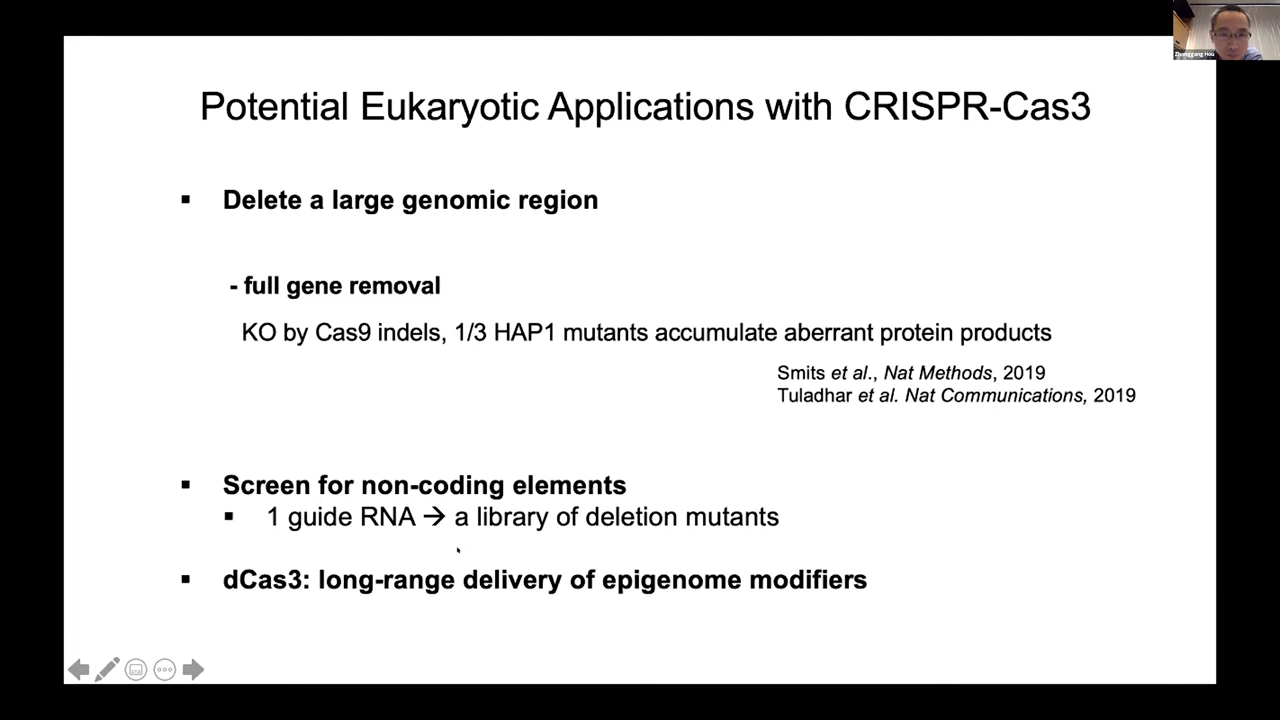 Zhonggang Hou
Potential Eukaryotic Applications with CRISPR-Cas3
▪ Delete a large genomic region
- full gene removal
KO by Cas9 indels, 1/3 HAP1 mutants accumulate aberrant protein products
Smits et al., Nat Methods, 2019
Tuladhar et al. Nat Communications, 2019
▪ Screen for non-coding elements
▪ 1 guide RNA → a library of deletion mutants
▪ dCas3: long-range delivery of epigenome modifiers